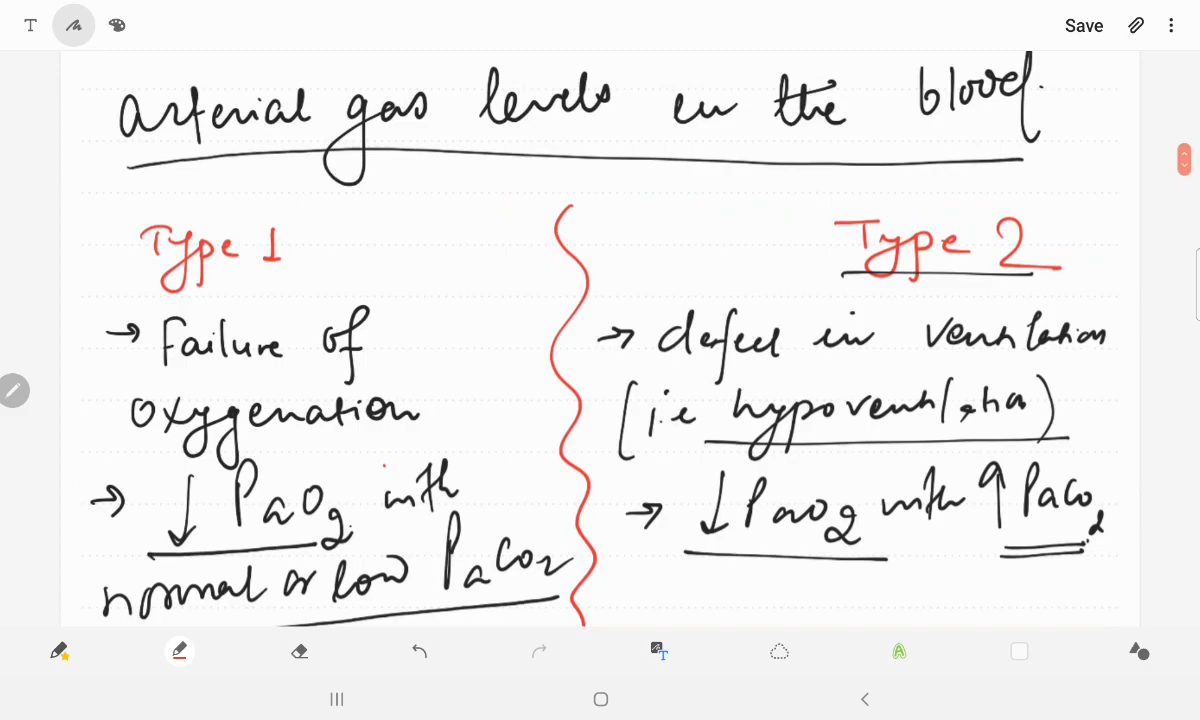 T
Save
arterial gas levels in the blood.
Type 1
→ Failure of
oxygenation
→ ↓ PaO2 with
normal or low PaCO2
Type 2
→ defect in ventilation
(i.e hypoventilation)
→ ↓ PaO2 with ↑ PaCO2
T
A